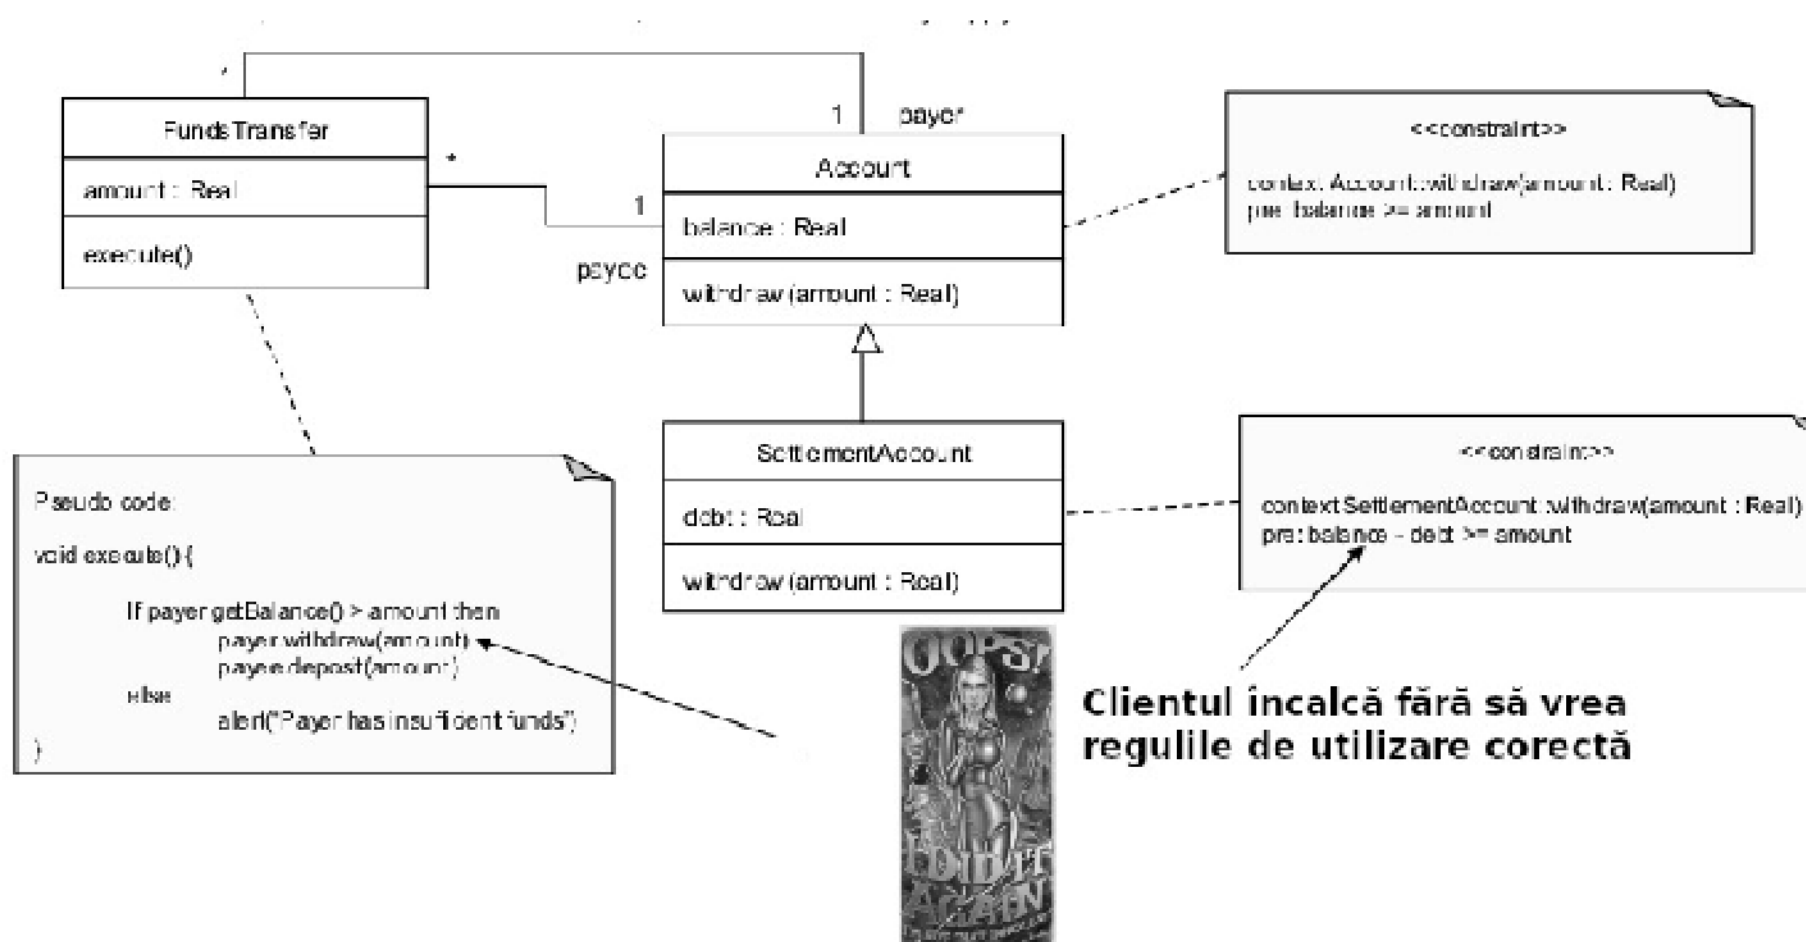 *
FundsTransfer
amount : Real
execute()
*
1
payee
1
payer
Account
balance : Real
withdraw(amount : Real)
<<constraint>>
context Account::withdraw(amount : Real)
pre: balance >= amount
SettlementAccount
debt : Real
withdraw(amount : Real)
<<constraint>>
context SettlementAccount::withdraw(amount : Real)
pre: balance - debt >= amount
Pseudo code:
void execute() {
If payer.getBalance() > amount then
payer.withdraw(amount)
payee.deposit(amount)
else
alert("Payer has insufficient funds")
}
OOPS!
I DID IT
AGAIN
Clientul încalcă fără să vrea
regulile de utilizare corectă